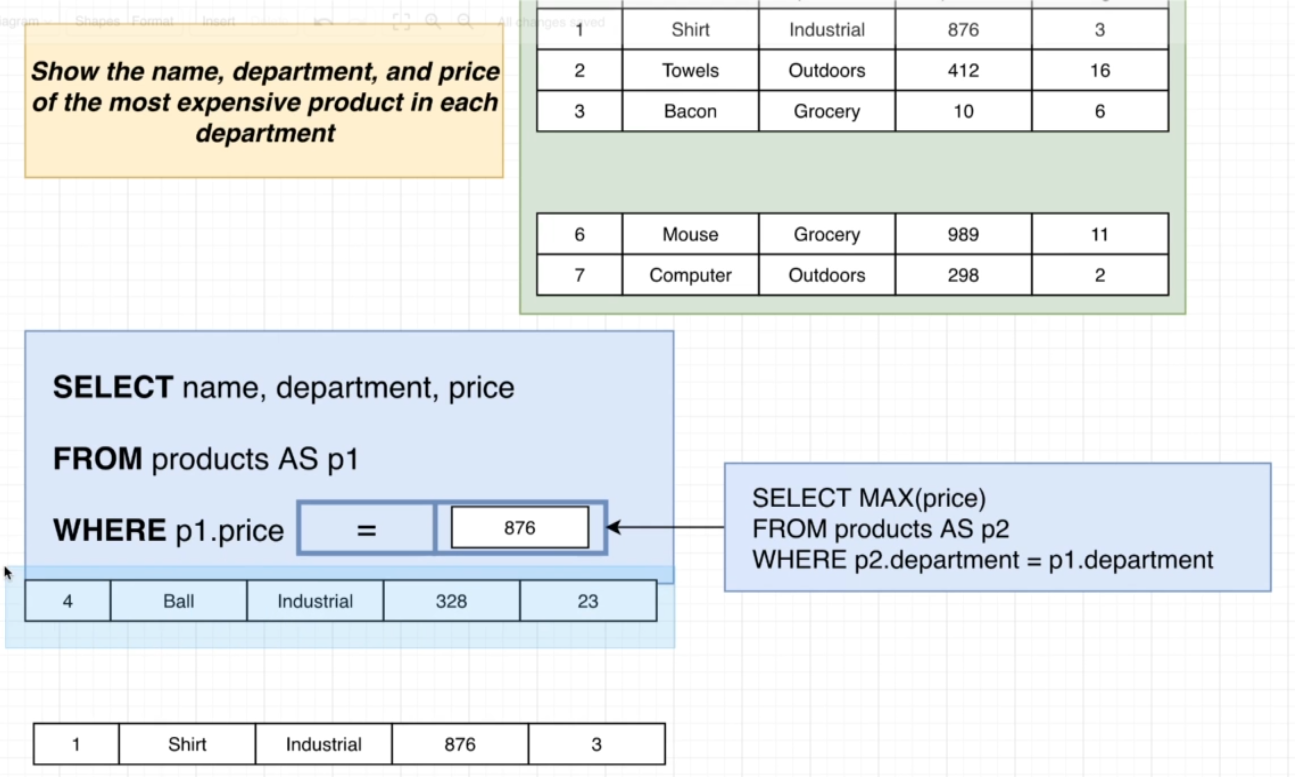 Shapes Format Insert
All changes saved
Show the name, department, and price
of the most expensive product in each
department
1 Shirt Industrial 876 3
2 Towels Outdoors 412 16
3 Bacon Grocery 10 6
6 Mouse Grocery 989 11
7 Computer Outdoors 298 2
SELECT name, department, price
FROM products AS p1
WHERE p1.price = 876
SELECT MAX(price)
FROM products AS p2
WHERE p2.department = p1.department
4 Ball Industrial 328 23
1 Shirt Industrial 876 3